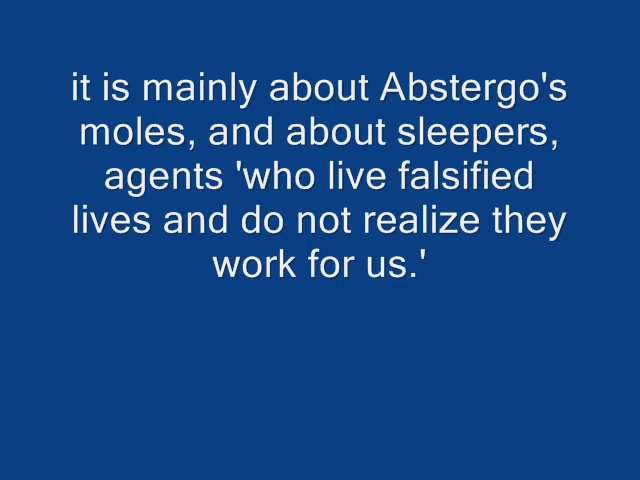 it is mainly about Abstergo's
moles, and about sleepers,
agents 'who live falsified
lives and do not realize they
work for us.'